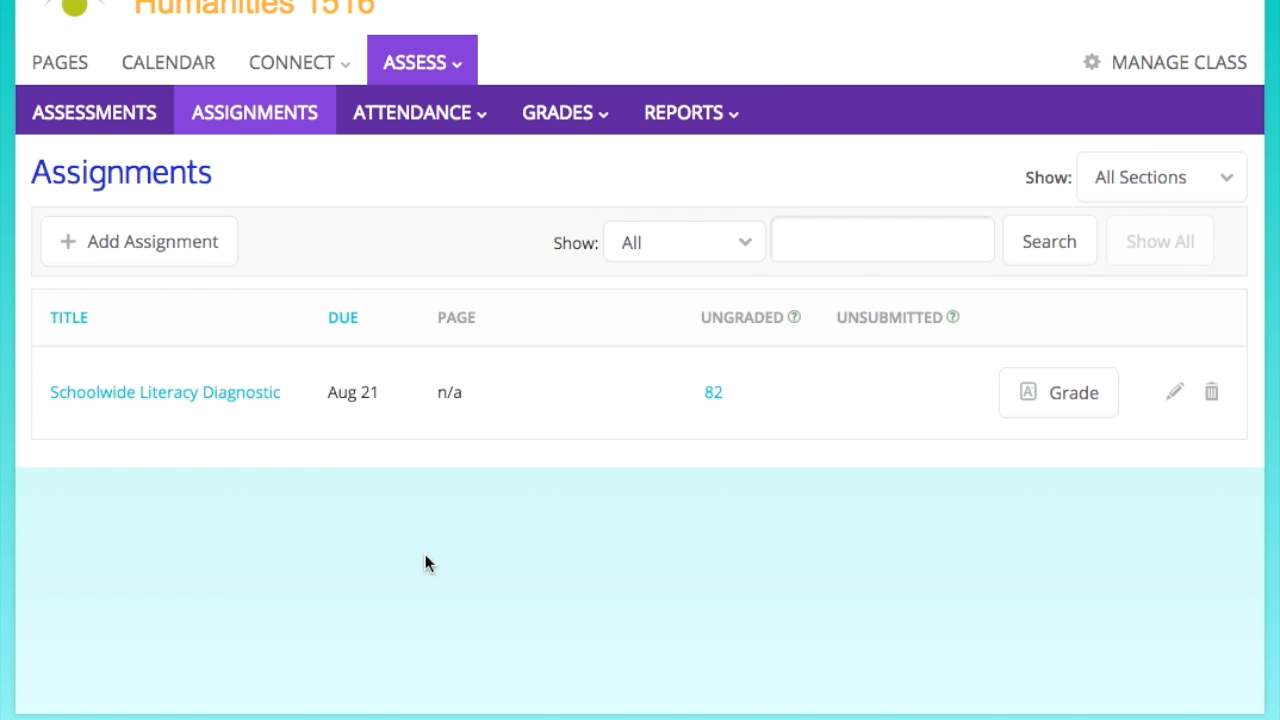 Humanities 1516
PAGES CALENDAR CONNECT ASSESS MANAGE CLASS
ASSESSMENTS ASSIGNMENTS ATTENDANCE GRADES REPORTS
Assignments
Show: All Sections
+ Add Assignment Show: All Search Show All
TITLE DUE PAGE UNGRADED ? UNSUBMITTED ?
Schoolwide Literacy Diagnostic Aug 21 n/a 82 A Grade